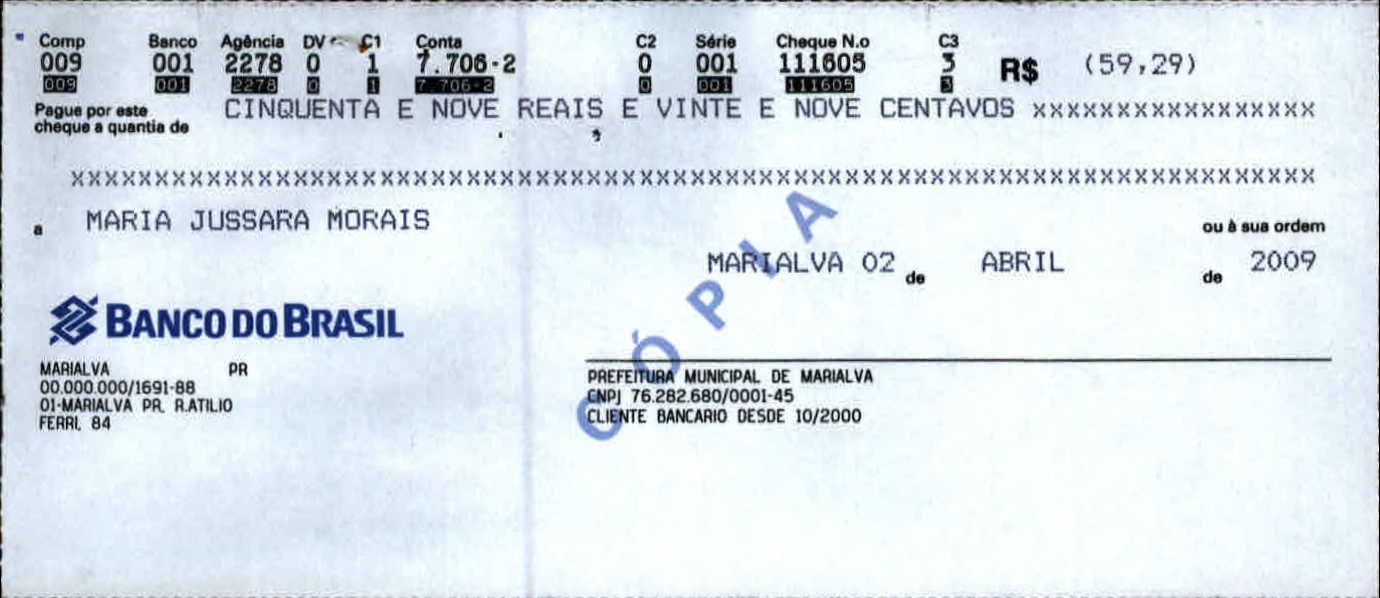 Comp Banco Agência DV C1 Conta C2 Série Cheque N.o C3
009 001 2278 0 1 7.706-2 0 001 111605 3 R$ (59,29)
009 001 2278 0 1 7.706-2 0 001 111605 3
Pague por este cheque a quantia de CINQUENTA E NOVE REAIS E VINTE E NOVE CENTAVOS xxxxxxxxxxxxxxxxx
xxxxxxxxxxxxxxxxxxxxxxxxxxxxxxxxxxxxxxxxxxxxxxxxxxxxxxxxxxxxxxxxxxxxxxxxx
a MARIA JUSSARA MORAIS ou à sua ordem
MARIALVA 02 de ABRIL de 2009
CÓPIA
BANCO DO BRASIL
MARIALVA PR
00.000.000/1691-88
01-MARIALVA PR. R.ATILIO
FERRI, 84
PREFEITURA MUNICIPAL DE MARIALVA
CNPJ 76.282.680/0001-45
CLIENTE BANCARIO DESDE 10/2000